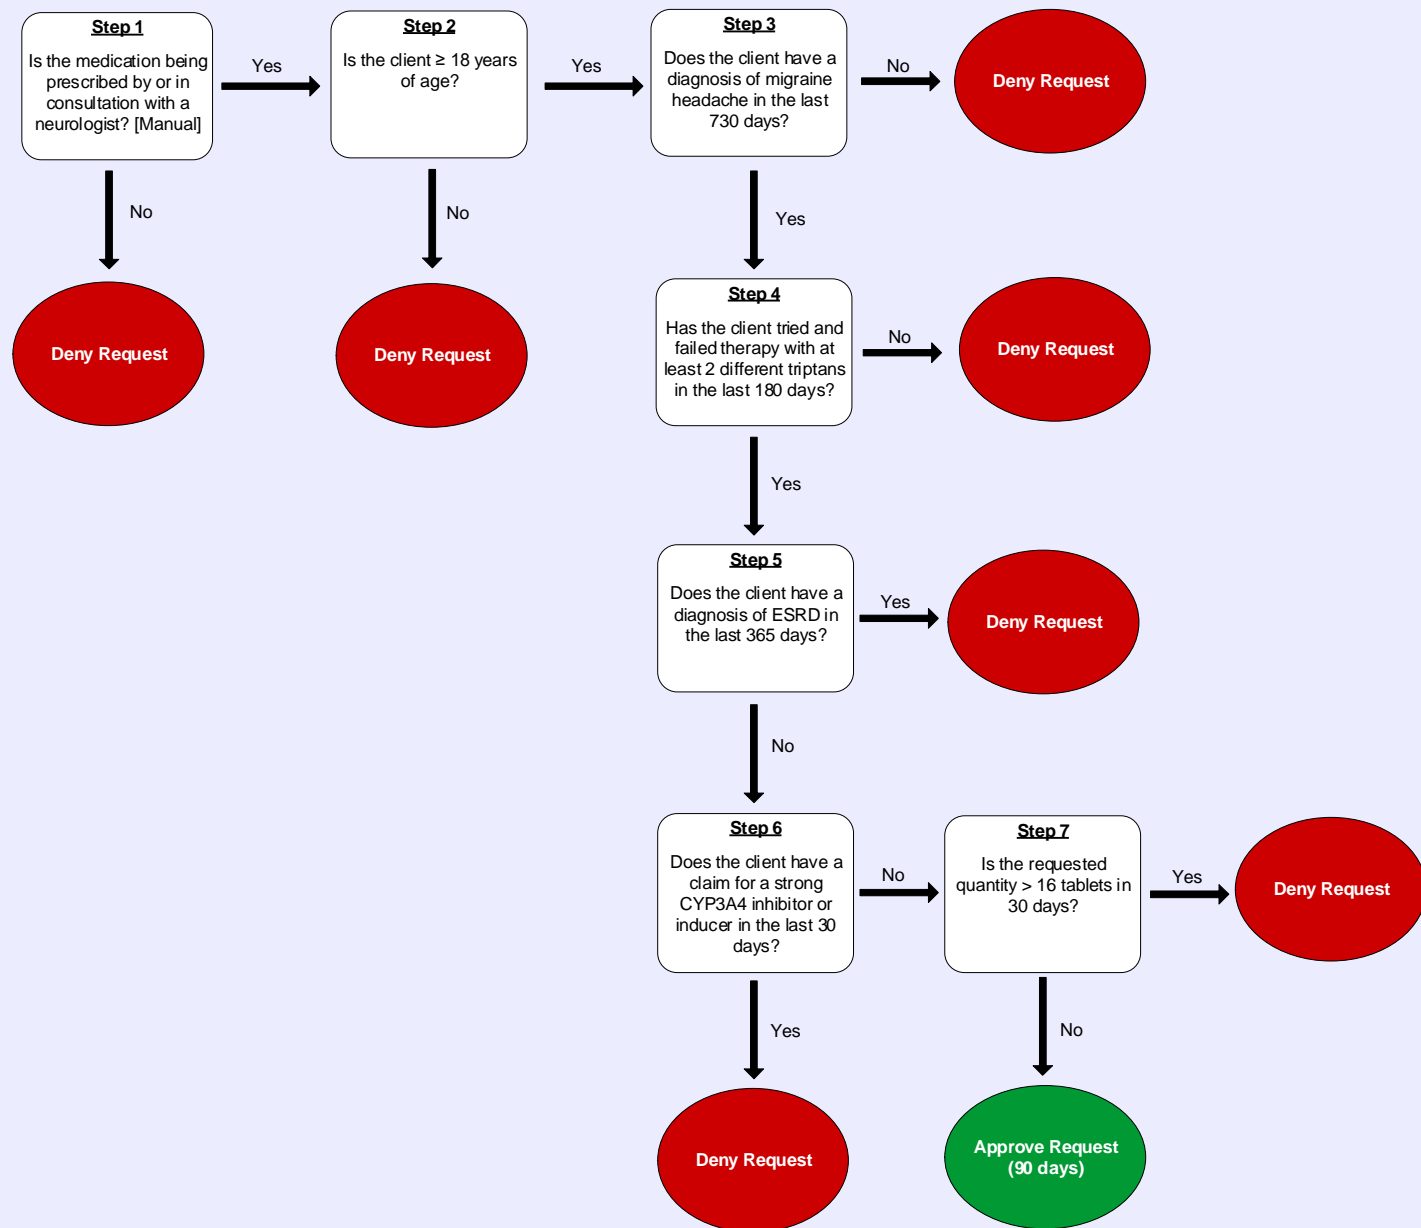 Step 1
Is the medication being
prescribed by or in
consultation with a
neurologist? [Manual]
Yes
Step 2
Is the client ≥ 18 years
of age?
Yes
Step 3
Does the client have a
diagnosis of migraine
headache in the last
730 days?
No
Deny Request
No
Deny Request
No
Deny Request
Yes
Step 4
Has the client tried and
failed therapy with at
least 2 different triptans
in the last 180 days?
No
Deny Request
Yes
Step 5
Does the client have a
diagnosis of ESRD in
the last 365 days?
Yes
Deny Request
No
Step 6
Does the client have a
claim for a strong
CYP3A4 inhibitor or
inducer in the last 30
days?
No
Step 7
Is the requested
quantity > 16 tablets in
30 days?
Yes
Deny Request
Yes
Deny Request
No
Approve Request
(90 days)